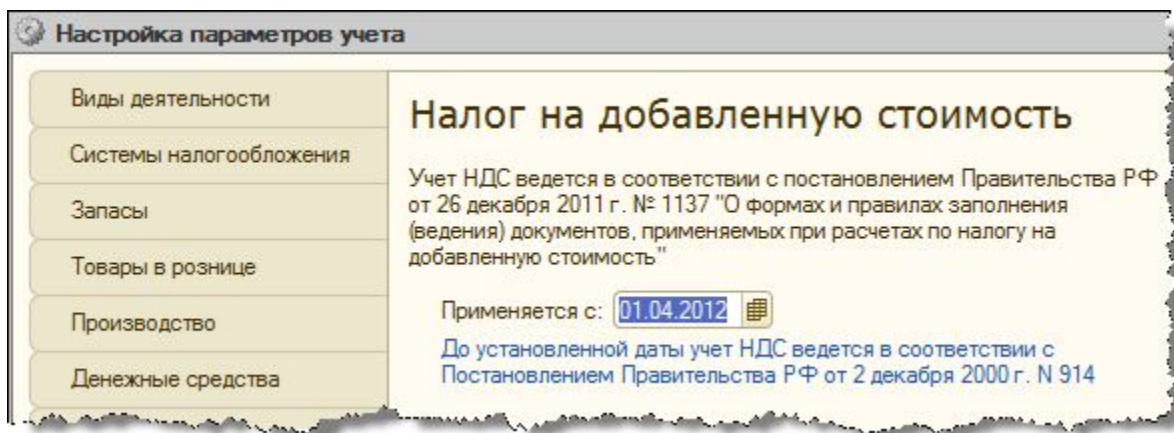 Настройка параметров учета
Виды деятельности
Системы налогообложения
Запасы
Товары в рознице
Производство
Денежные средства
Налог на добавленную стоимость
Учет НДС ведется в соответствии с постановлением Правительства РФ
от 26 декабря 2011 г. № 1137 "О формах и правилах заполнения
(ведения) документов, применяемых при расчетах по налогу на
добавленную стоимость"
Применяется с: 01.04.2012
До установленной даты учет НДС ведется в соответствии с
Постановлением Правительства РФ от 2 декабря 2000 г. N 914